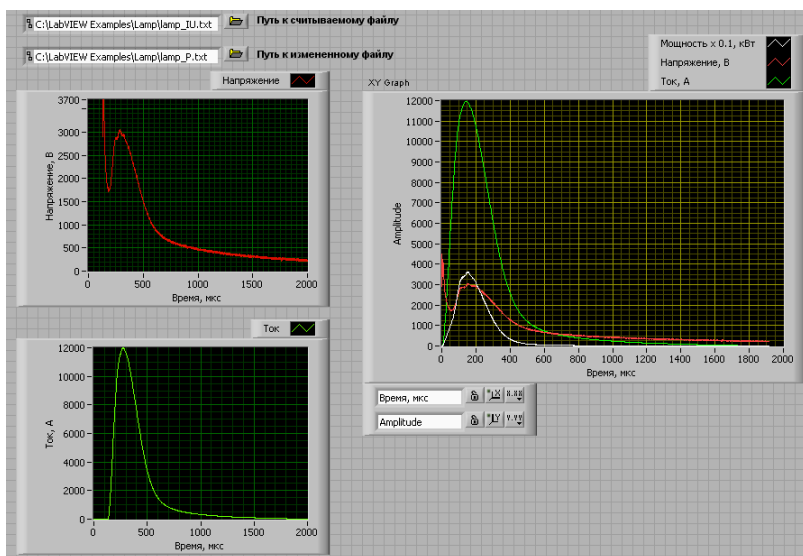 C:\LabVIEW Examples\Lamp\lamp_IU.txt Путь к считываемому файлу
C:\LabVIEW Examples\Lamp\lamp_P.txt Путь к измененному файлу
Напряжение
3700
3000
2500
2000
1500
1000
500
0
Напряжение, В
0 500 1000 1500 2000
Время, мкс
Ток
12000
10000
8000
6000
4000
2000
0
Ток, А
0 500 1000 1500 2000
Время, мкс
XY Graph
Мощность x 0.1, кВт
Напряжение, В
Ток, А
12000
11000
10000
9000
8000
7000
6000
5000
4000
3000
2000
1000
0
Amplitude
0 200 400 600 800 1000 1200 1400 1600 1800 2000
Время, мкс
Время, мкс
Amplitude